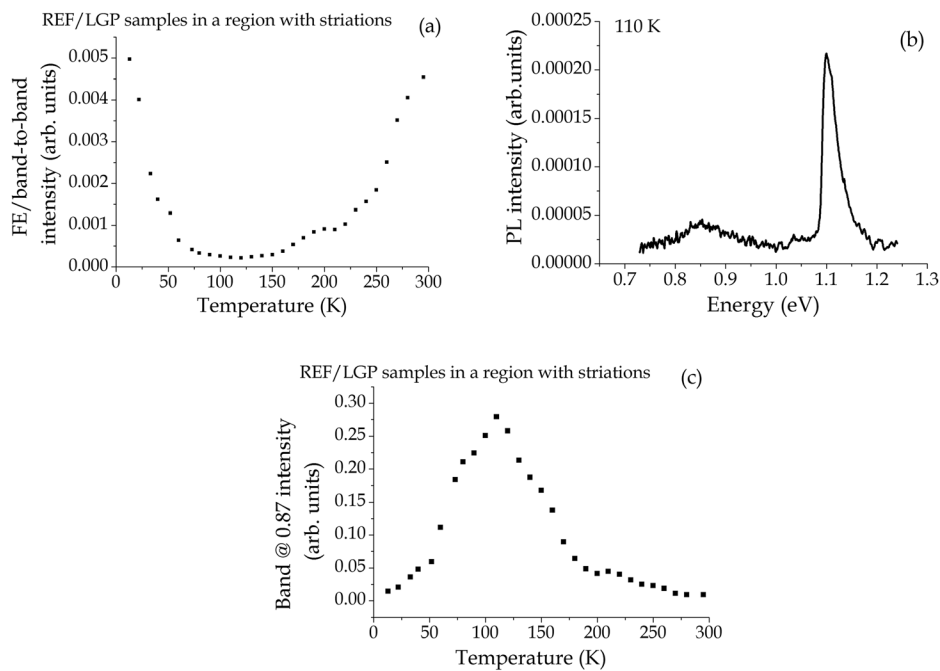 REF/LGP samples in a region with striations
(a)
FE/band-to-band
intensity (arb. units)
0.005
0.004
0.003
0.002
0.001
0.000
0 50 100 150 200 250 300
Temperature (K)
110 K
(b)
PL intensity (arb.units)
0.00025
0.00020
0.00015
0.00010
0.00005
0.00000
0.7 0.8 0.9 1.0 1.1 1.2 1.3
Energy (eV)
REF/LGP samples in a region with striations
(c)
Band @ 0.87 intensity
(arb. units)
0.30
0.25
0.20
0.15
0.10
0.05
0.00
0 50 100 150 200 250 300
Temperature (K)